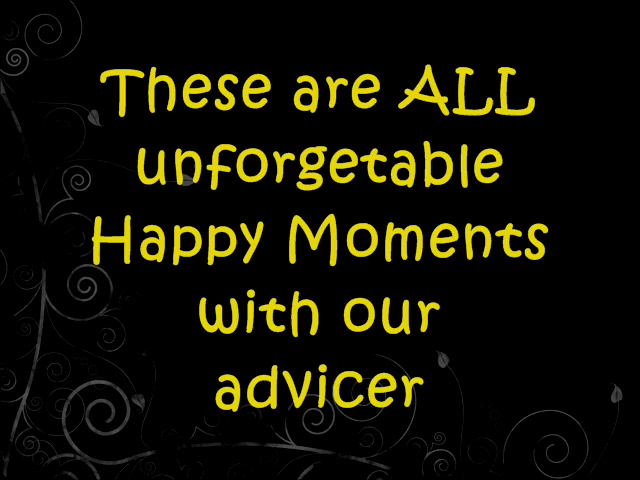 These are ALL
unforgetable
Happy Moments
with our
advicer